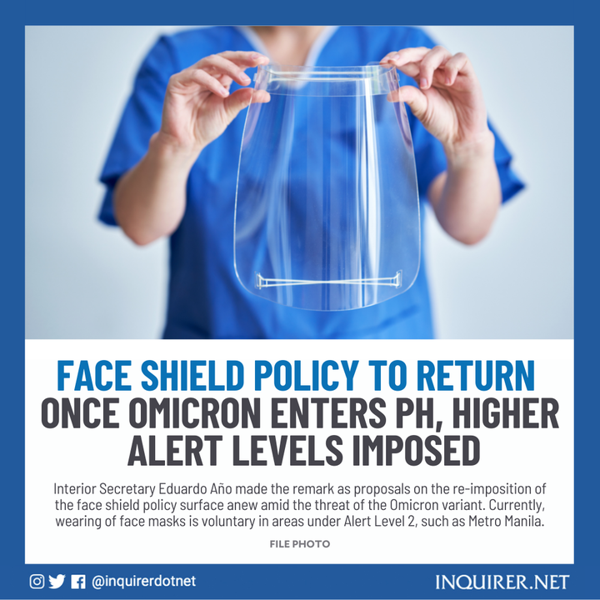 FACE SHIELD POLICY TO RETURN
ONCE OMICRON ENTERS PH, HIGHER
ALERT LEVELS IMPOSED
Interior Secretary Eduardo Año made the remark as proposals on the re-imposition of
the face shield policy surface anew amid the threat of the Omicron variant. Currently,
wearing of face masks is voluntary in areas under Alert Level 2, such as Metro Manila.
FILE PHOTO
@inquirerdotnet
INQUIRER.NET